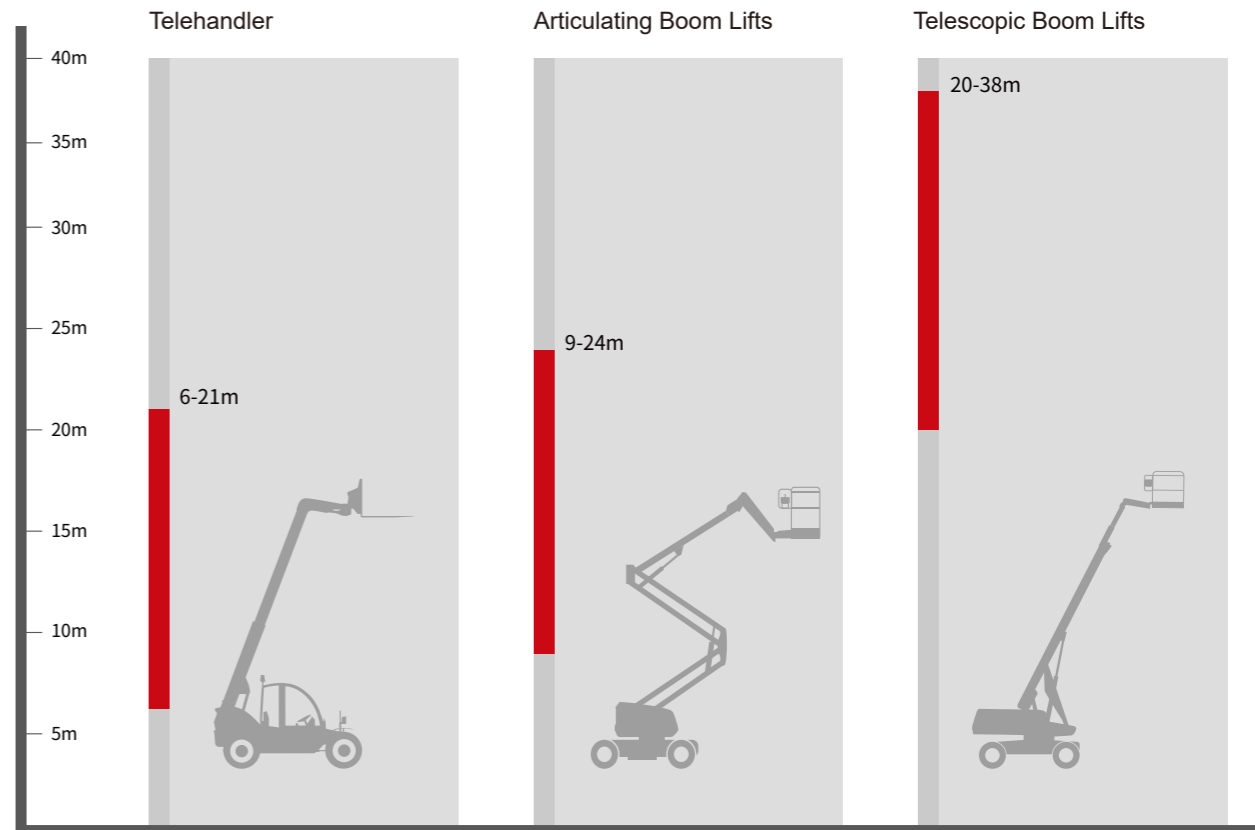 Telehandler
Articulating Boom Lifts
Telescopic Boom Lifts
40m
35m
30m
25m
20m
15m
10m
5m
6-21m
9-24m
20-38m